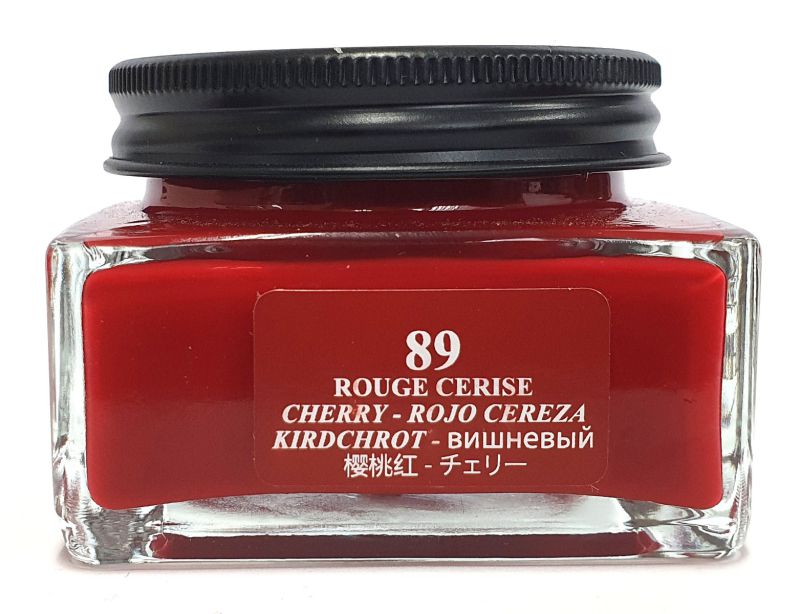 89
ROUGE CERISE
CHERRY - ROJO CEREZA
KIRDCHROT - вишневый
樱桃红 - チェリー